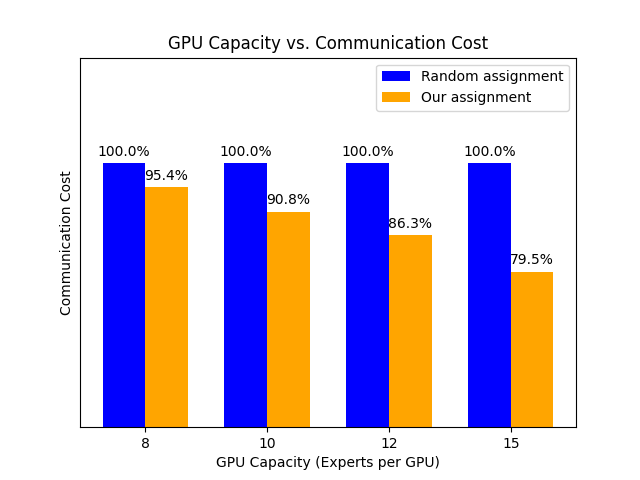 GPU Capacity vs. Communication Cost
Random assignment
Our assignment
100.0%
95.4%
100.0%
90.8%
100.0%
86.3%
100.0%
79.5%
Communication Cost
8
10
12
15
GPU Capacity (Experts per GPU)